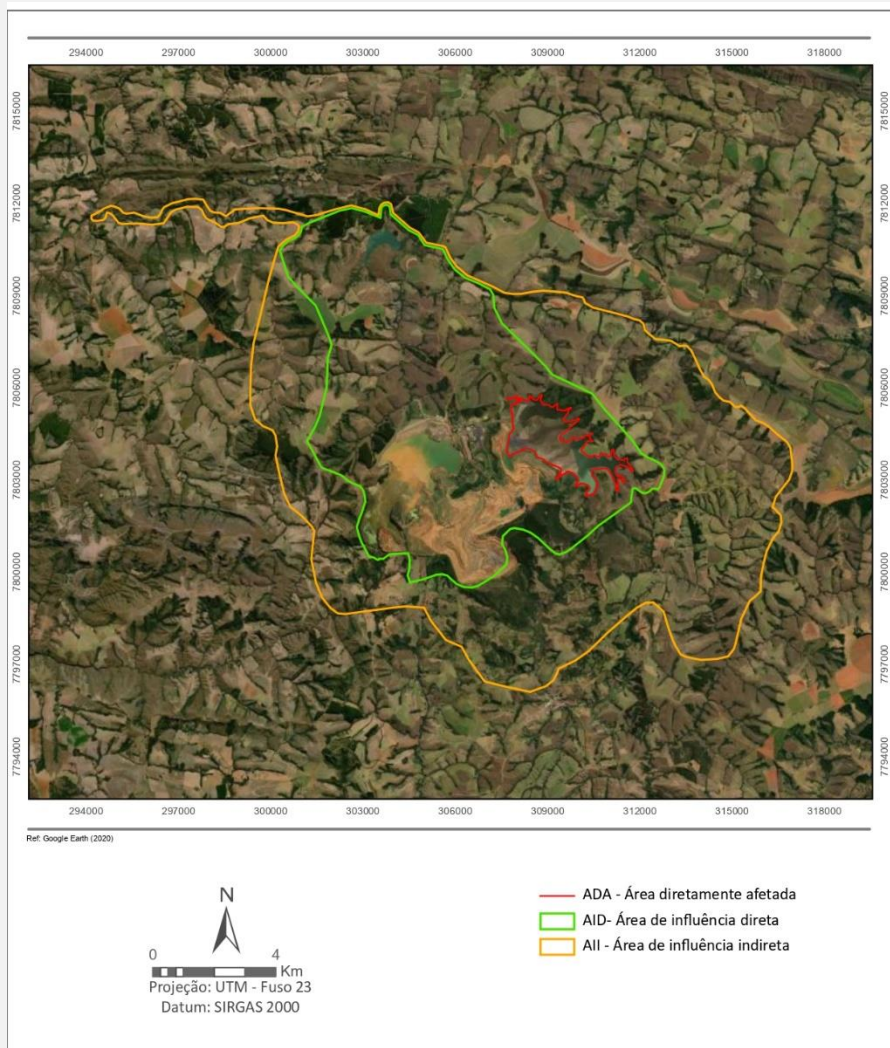 294000 297000 300000 303000 306000 309000 312000 315000 318000
7815000 7815000
7812000 7812000
7809000 7809000
7806000 7806000
7803000 7803000
7800000 7800000
7797000 7797000
7794000 7794000
294000 297000 300000 303000 306000 309000 312000 315000 318000
Ref: Google Earth (2020)
N
0 4
Km
Projeção: UTM - Fuso 23
Datum: SIRGAS 2000
ADA - Área diretamente afetada
AID- Área de influência direta
AII - Área de influência indireta